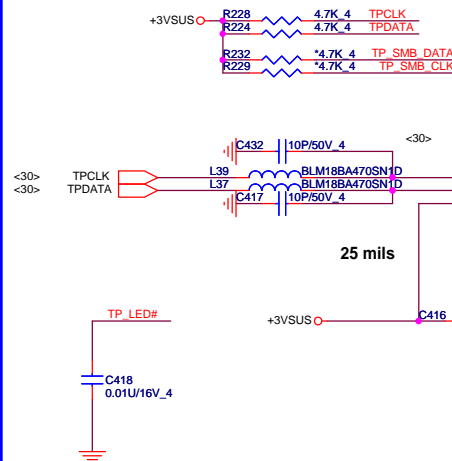 R228 4.7K_4 TPCLK
+3VSUS
R224 4.7K_4 TPDATA
R232 *4.7K_4 TP_SMB_DATA
R229 *4.7K_4 TP_SMB_CLK
C432 10P/50V_4 <30>
<30> TPCLK L39 BLM18BA470SN1D
<30> TPDATA L37 BLM18BA470SN1D
C417 10P/50V_4
25 mils
TP_LED#
+3VSUS C416
C418
0.01U/16V_4